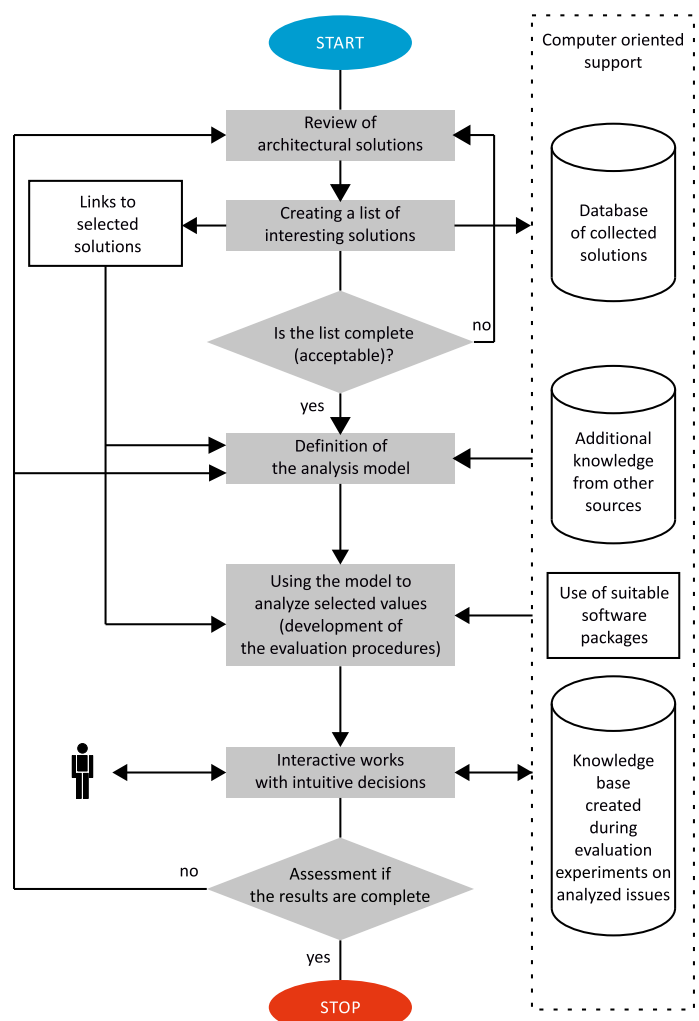 START
Computer oriented
support
Review of
architectural solutions
Links to
selected
solutions
Creating a list of
interesting solutions
Database
of collected
solutions
Is the list complete
(acceptable)?
no
yes
Definition of
the analysis model
Additional
knowledge
from other
sources
Using the model to
analyze selected values
(development of
the evaluation procedures)
Use of suitable
software
packages
Interactive works
with intuitive decisions
Knowledge
base
created
during
evaluation
experiments on
analyzed issues
Assessment if
the results are complete
no
yes
STOP